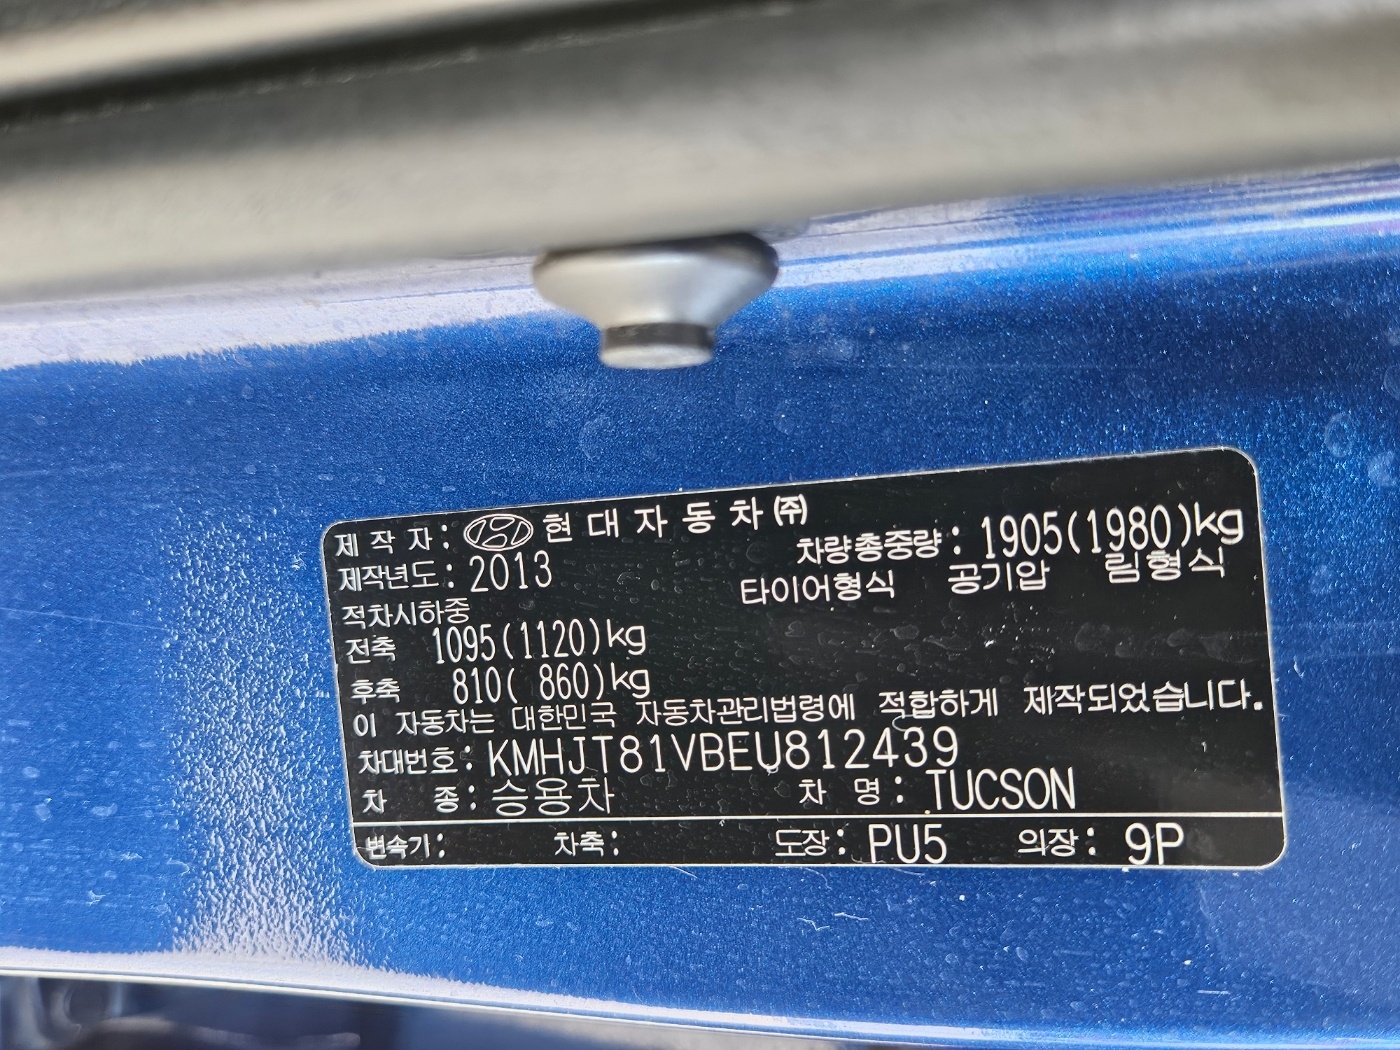 제 작 자 : 현 대 자 동 차 ㈜
차량총중량 : 1905(1980)kg
제작년도 : 2013
타이어형식 공기압 림형식
적차시하중
전축 1095(1120)kg
후축 810( 860)kg
이 자동차는 대한민국 자동차관리법령에 적합하게 제작되었습니다.
차대번호 : KMHJT81VBEU812439
차 종 : 승용차 차 명 : TUCSON
변속기 : 차축 : 도장 : PU5 의장 : 9P